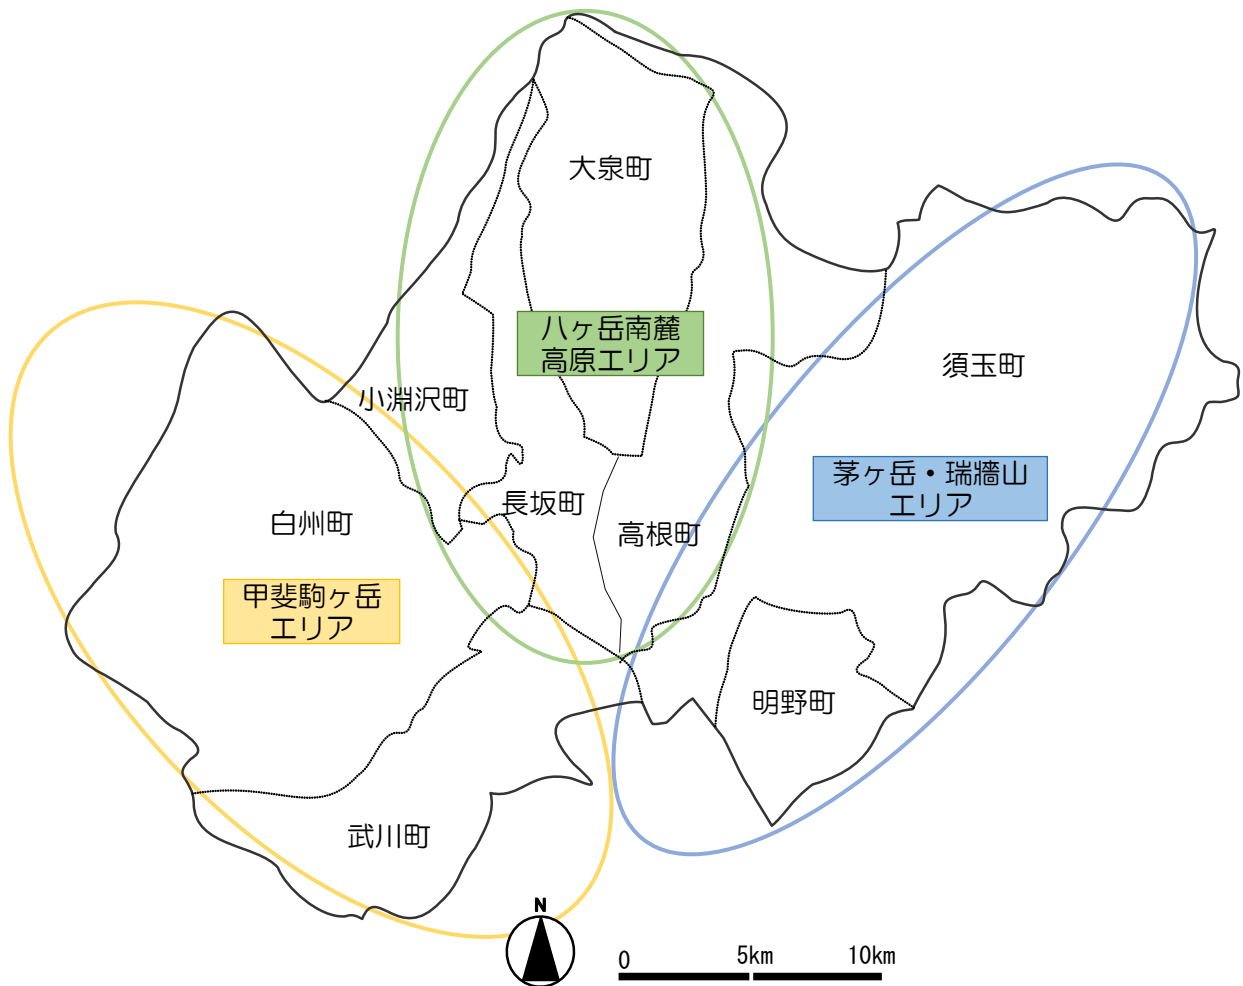 大泉町
八ヶ岳南麓
高原エリア
須玉町
小淵沢町
茅ヶ岳・瑞牆山
エリア
長坂町
白州町
高根町
甲斐駒ヶ岳
エリア
明野町
武川町
N
0 5km 10km